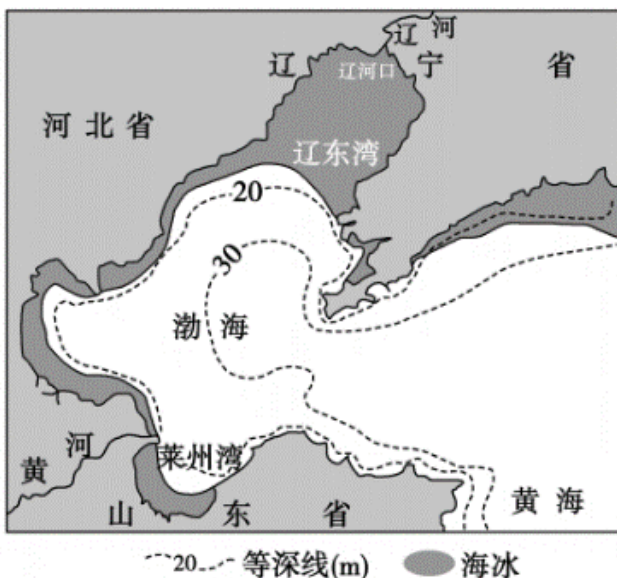 辽河
辽宁省
辽河口
河北省
辽东湾
20
30
渤海
黄河
莱州湾
黄海
山东省
20 等深线(m) 海冰